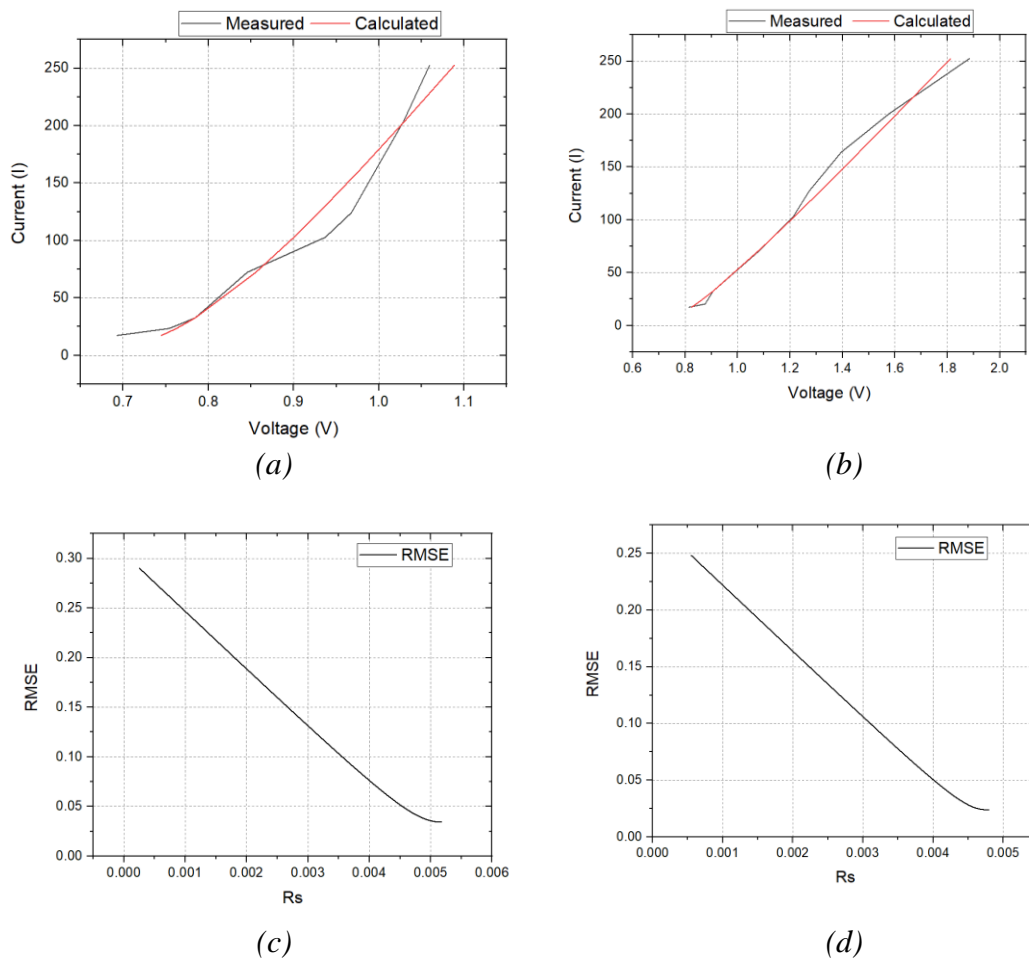 Measured Calculated
250
200
150
100
50
0
Current (I)
0.7 0.8 0.9 1.0 1.1
Voltage (V)
(a)
Measured Calculated
250
200
150
100
50
0
Current (I)
0.6 0.8 1.0 1.2 1.4 1.6 1.8 2.0
Voltage (V)
(b)
RMSE
0.30
0.25
0.20
0.15
0.10
0.05
0.00
RMSE
0.000 0.001 0.002 0.003 0.004 0.005 0.006
Rs
(c)
RMSE
0.25
0.20
0.15
0.10
0.05
0.00
RMSE
0.000 0.001 0.002 0.003 0.004 0.005
Rs
(d)